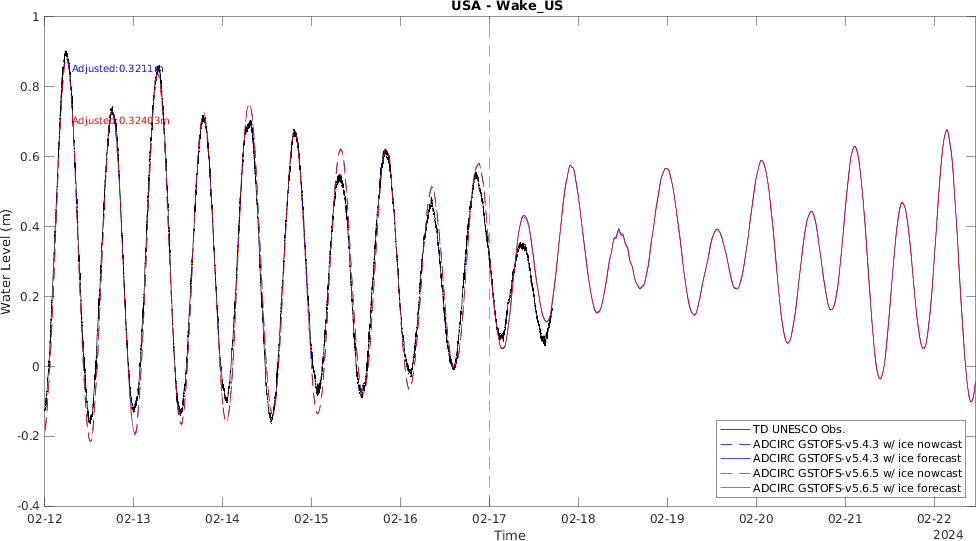 USA - Wake_US
1
0.8
0.6
0.4
0.2
0
-0.2
-0.4
Water Level (m)
Adjusted:0.3211 m
Adjusted:0.32403m
TD UNESCO Obs.
ADCIRC GSTOFS-v5.4.3 w/ ice nowcast
ADCIRC GSTOFS-v5.4.3 w/ ice forecast
ADCIRC GSTOFS-v5.6.5 w/ ice nowcast
ADCIRC GSTOFS-v5.6.5 w/ ice forecast
02-12 02-13 02-14 02-15 02-16 02-17 02-18 02-19 02-20 02-21 02-22
Time
2024